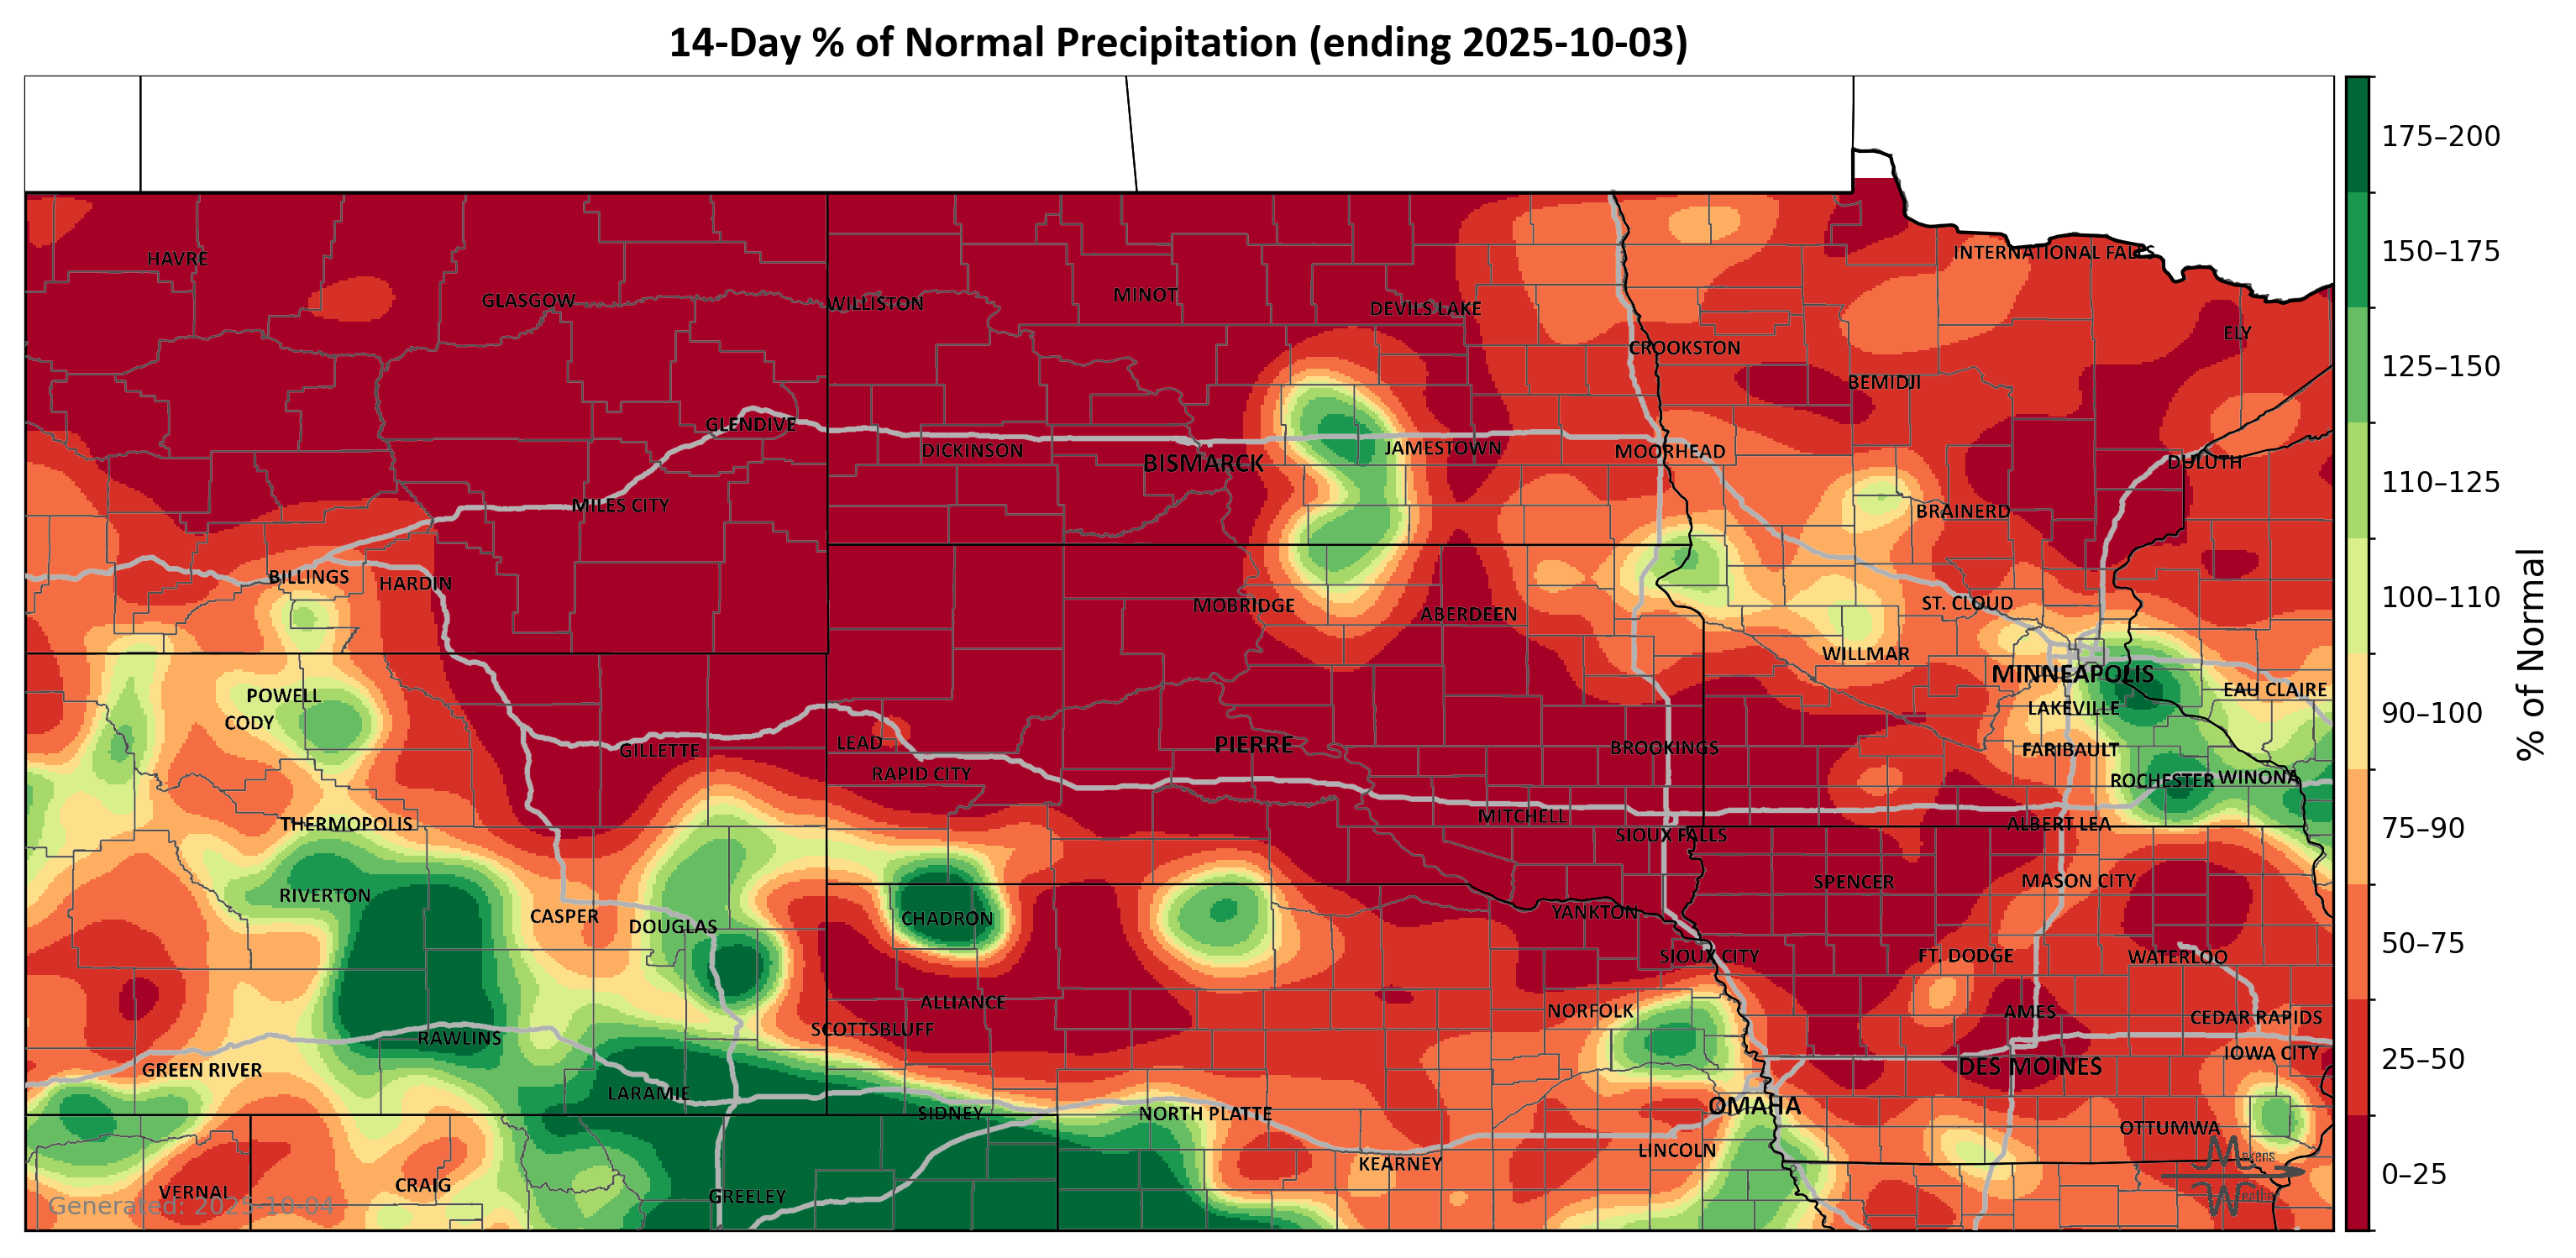 14-Day % of Normal Precipitation (ending 2025-10-03)
175–200
150–175
125–150
110–125
100–110
90–100
75–90
50–75
25–50
0–25
% of Normal
INTERNATIONAL FALLS
HAVRE
GLASGOW
WILLISTON
MINOT
DEVILS LAKE
ELY
CROOKSTON
BEMIDJI
GLENDIVE
DICKINSON
BISMARCK
JAMESTOWN
MOORHEAD
DULUTH
MILES CITY
BRAINERD
BILLINGS
HARDIN
MOBRIDGE
ABERDEEN
ST. CLOUD
WILLMAR
MINNEAPOLIS
EAU CLAIRE
POWELL
CODY
LAKEVILLE
GILLETTE
LEAD
PIERRE
BROOKINGS
FARIBAULT
RAPID CITY
ROCHESTER
WINONA
THERMOPOLIS
MITCHELL
SIOUX FALLS
ALBERT LEA
RIVERTON
SPENCER
MASON CITY
CASPER
DOUGLAS
CHADRON
YANKTON
SIOUX CITY
FT. DODGE
WATERLOO
ALLIANCE
NORFOLK
AMES
CEDAR RAPIDS
SCOTTSBLUFF
RAWLINS
GREEN RIVER
DES MOINES
IOWA CITY
LARAMIE
SIDNEY
NORTH PLATTE
OMAHA
OTTUMWA
LINCOLN
KEARNEY
VERNAL
CRAIG
GREELEY
Makens
Weather
Generated: 2025-10-04